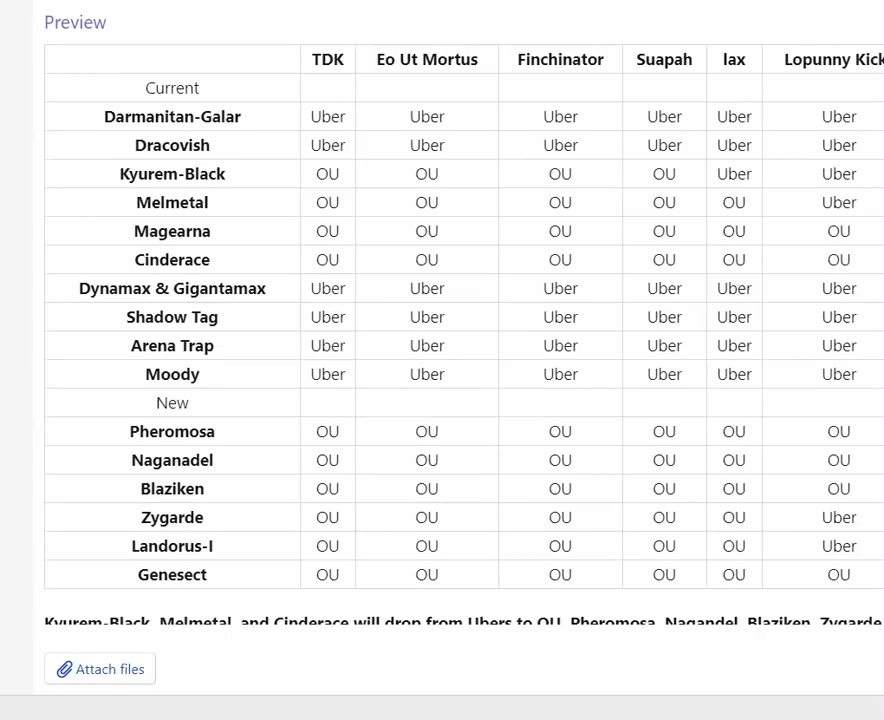 Preview
TDK Eo Ut Mortus Finchinator Suapah lax Lopunny Kick
Current
Darmanitan-Galar Uber Uber Uber Uber Uber Uber
Dracovish Uber Uber Uber Uber Uber Uber
Kyurem-Black OU OU OU OU Uber Uber
Melmetal OU OU OU OU OU Uber
Magearna OU OU OU OU OU OU
Cinderace OU OU OU OU OU OU
Dynamax & Gigantamax Uber Uber Uber Uber Uber Uber
Shadow Tag Uber Uber Uber Uber Uber Uber
Arena Trap Uber Uber Uber Uber Uber Uber
Moody Uber Uber Uber Uber Uber Uber
New
Pheromosa OU OU OU OU OU OU
Naganadel OU OU OU OU OU OU
Blaziken OU OU OU OU OU OU
Zygarde OU OU OU OU OU Uber
Landorus-I OU OU OU OU OU Uber
Genesect OU OU OU OU OU OU
Kyurem-Black, Melmetal, and Cinderace will drop from Ubers to OU. Pheromosa, Nagandel, Blaziken, Zygarde
Attach files